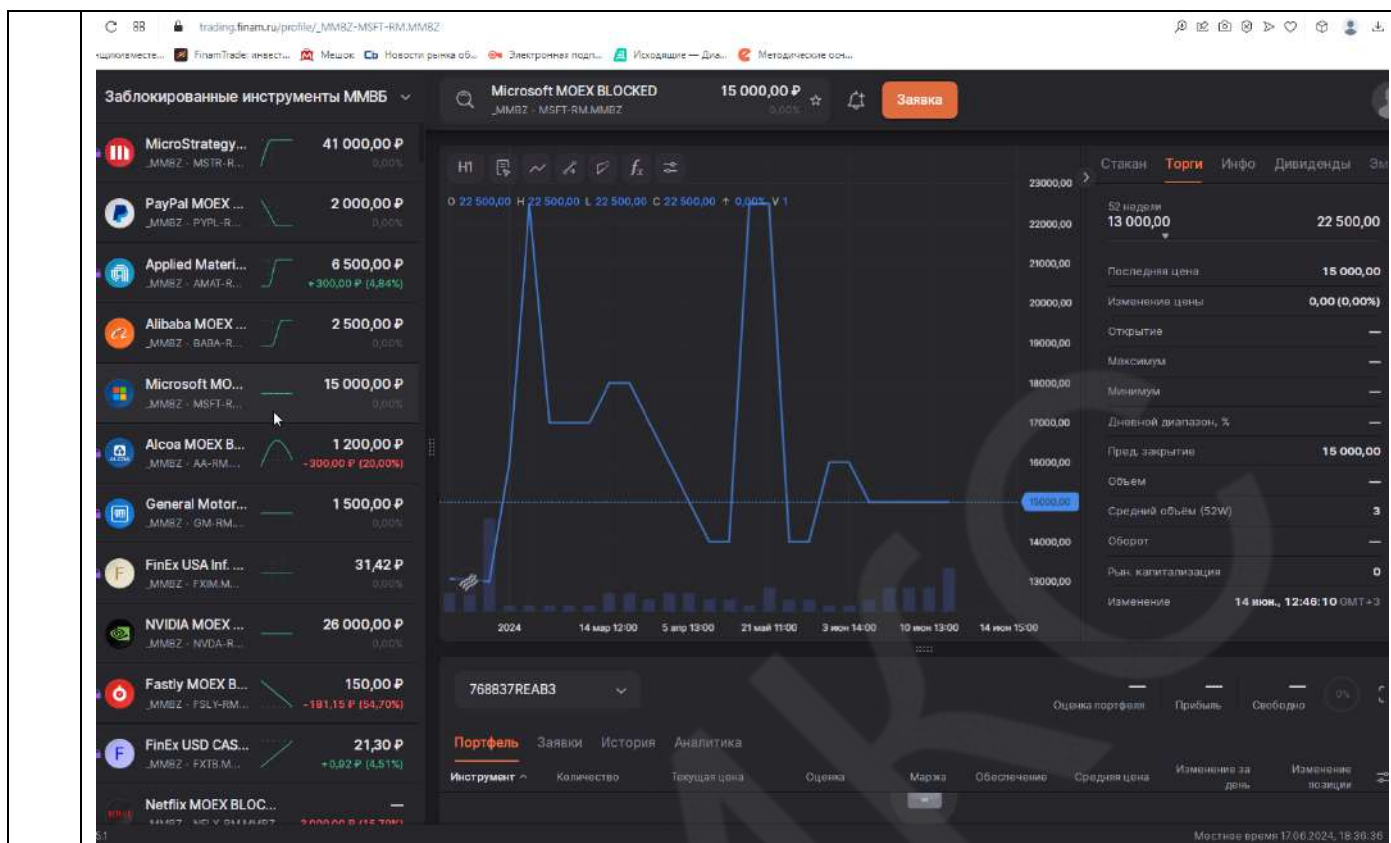 trading.finam.ru/profile/_MMBZ-MSFT-RM.MMBZ
FinamTrade: инвест... Мешок Сb Новости рынка об... Электронная подп... Исходящие — Диа... Методические осн...
Заблокированные инструменты ММВБ
Microsoft MOEX BLOCKED 15 000,00 ₽
_MMBZ - MSFT-RM.MMBZ 0,00%
Заявка
MicroStrategy... 41 000,00 ₽
_MMBZ - MSTR-R... 0,00%
PayPal MOEX ... 2 000,00 ₽
_MMBZ - PYPL-R... 0,00%
Applied Materi... 6 500,00 ₽
_MMBZ - AMAT-R... +300,00 ₽ (4,84%)
Alibaba MOEX ... 2 500,00 ₽
_MMBZ - BABA-R... 0,00%
Microsoft MO... 15 000,00 ₽
_MMBZ - MSFT-R... 0,00%
Alcoa MOEX B... 1 200,00 ₽
_MMBZ - AA-RM.... -300,00 ₽ (20,00%)
General Motor... 1 500,00 ₽
_MMBZ - GM-RM.... 0,00%
FinEx USA Inf. ... 31,42 ₽
_MMBZ - FXIM.M... 0,00%
NVIDIA MOEX ... 26 000,00 ₽
_MMBZ - NVDA-R... 0,00%
Fastly MOEX B... 150,00 ₽
_MMBZ - FSLY-RM... -181,15 ₽ (54,70%)
FinEx USD CAS... 21,30 ₽
_MMBZ - FXTB.M... +0,92 ₽ (4,51%)
Netflix MOEX BLOC... —
H1
O 22 500,00 H 22 500,00 L 22 500,00 C 22 500,00 ↑ 0,00% V 1
23000,00
22000,00
21000,00
20000,00
19000,00
18000,00
17000,00
16000,00
15000,00
14000,00
13000,00
2024 14 мар 12:00 5 апр 13:00 21 май 11:00 3 июн 14:00 10 июн 13:00 14 июн 15:00
Стакан Торги Инфо Дивиденды Эм
52 недели
13 000,00 22 500,00
Последняя цена 15 000,00
Изменение цены 0,00 (0,00%)
Открытие —
Максимум —
Минимум —
Дневной диапазон, % —
Пред. закрытие 15 000,00
Объем —
Средний объём (52W) 3
Оборот —
Рын. капитализация 0
Изменение 14 июн., 12:46:10 GMT+3
768837REAB3
— — — 0%
Оценка портфеля Прибыль Свободно
Портфель Заявки История Аналитика
Инструмент Количество Текущая цена Оценка Маржа Обеспечение Средняя цена Изменение за день Изменение позиции
5.1
Местное время 17.06.2024, 18:36:36